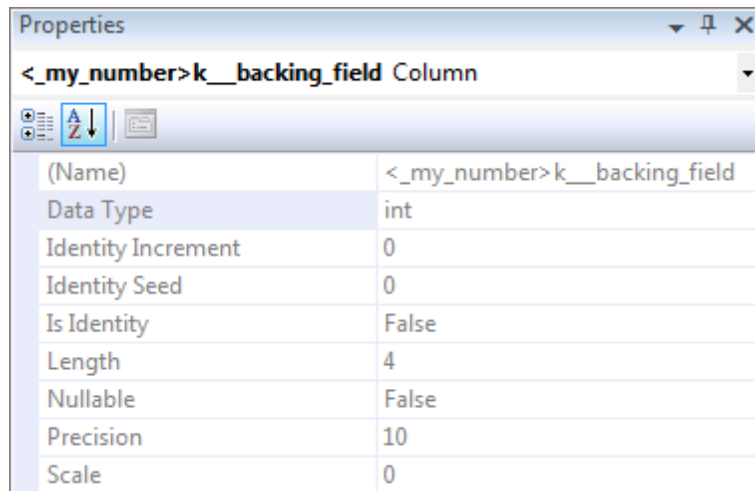 Properties
<_my_number>k__backing_field Column
A
Z
(Name) <_my_number>k__backing_field
Data Type int
Identity Increment 0
Identity Seed 0
Is Identity False
Length 4
Nullable False
Precision 10
Scale 0